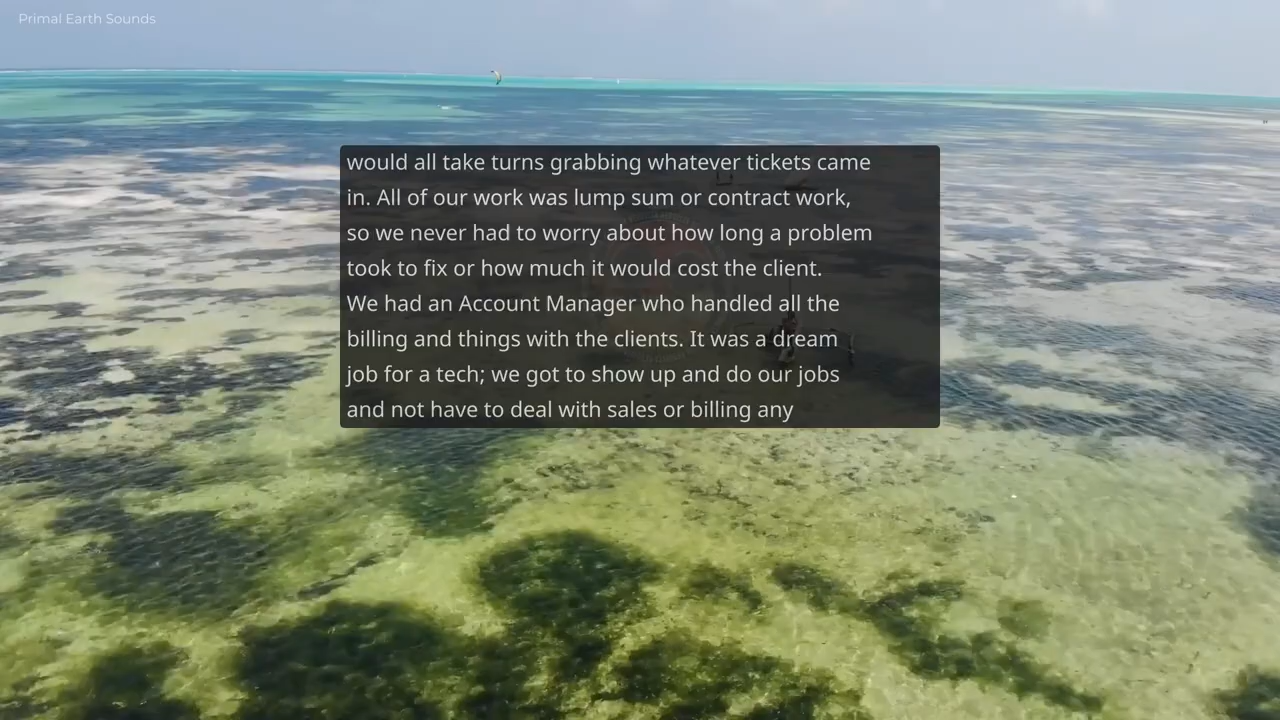 Primal Earth Sounds
would all take turns grabbing whatever tickets came
in. All of our work was lump sum or contract work,
so we never had to worry about how long a problem
took to fix or how much it would cost the client.
We had an Account Manager who handled all the
billing and things with the clients. It was a dream
job for a tech; we got to show up and do our jobs
and not have to deal with sales or billing any